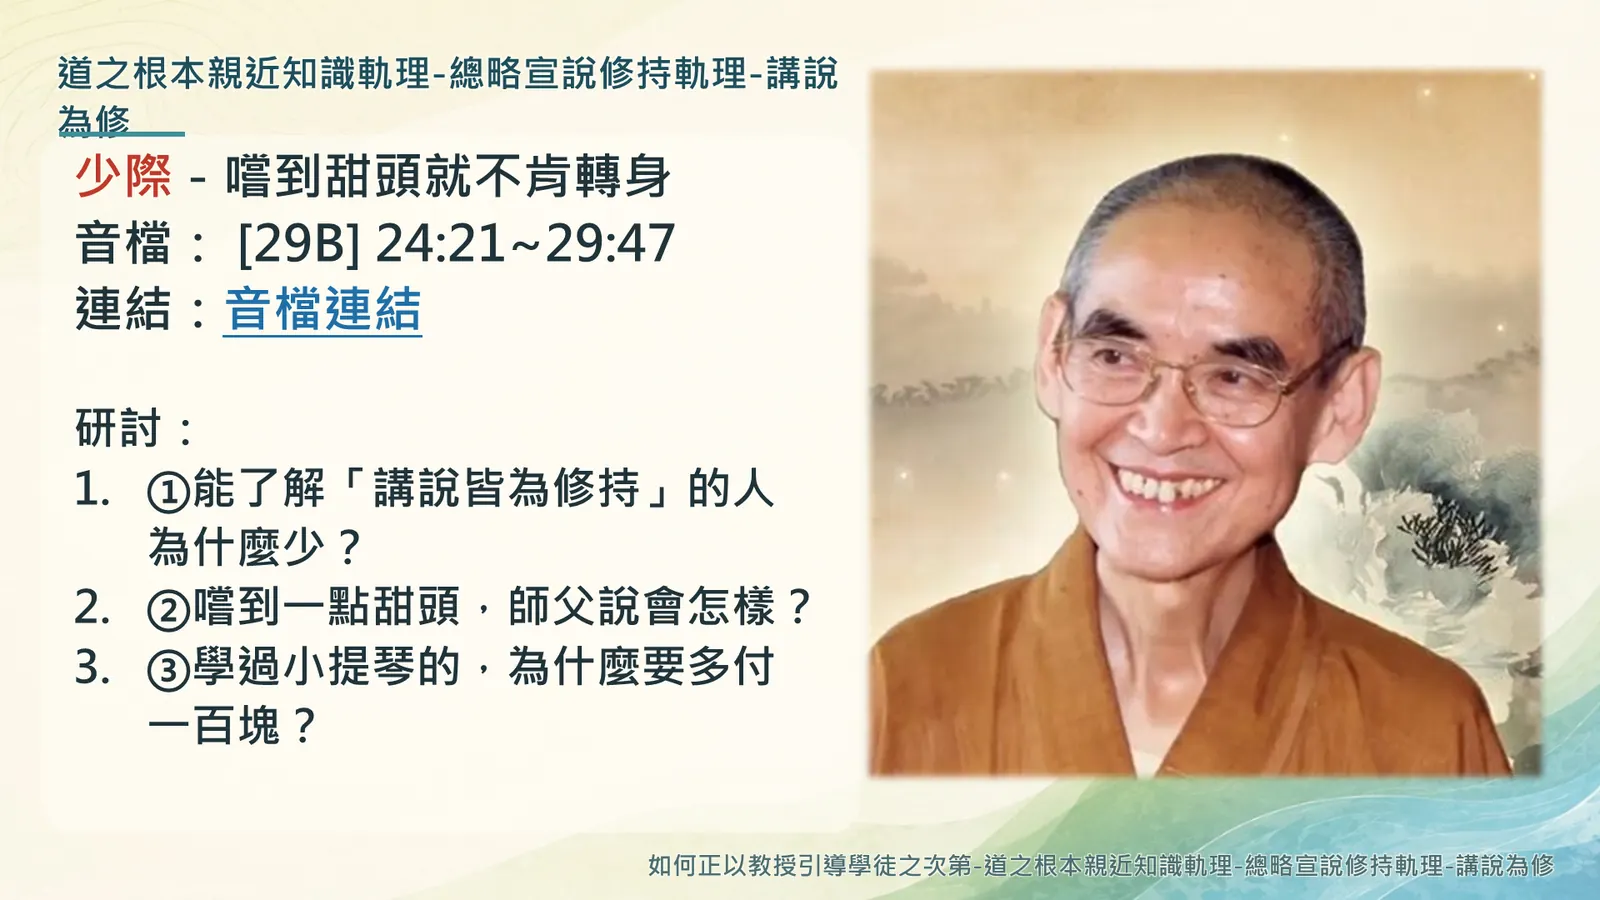 道之根本親近知識軌理-總略宣說修持軌理-講說
為修
少際 - 嚐到甜頭就不肯轉身
音檔： [29B] 24:21~29:47
連結：音檔連結
研討：
1. ①能了解「講說皆為修持」的人
為什麼少？
2. ②嚐到一點甜頭，師父說會怎樣？
3. ③學過小提琴的，為什麼要多付
一百塊？
如何正以教授引導學徒之次第-道之根本親近知識軌理-總略宣說修持軌理-講說為修